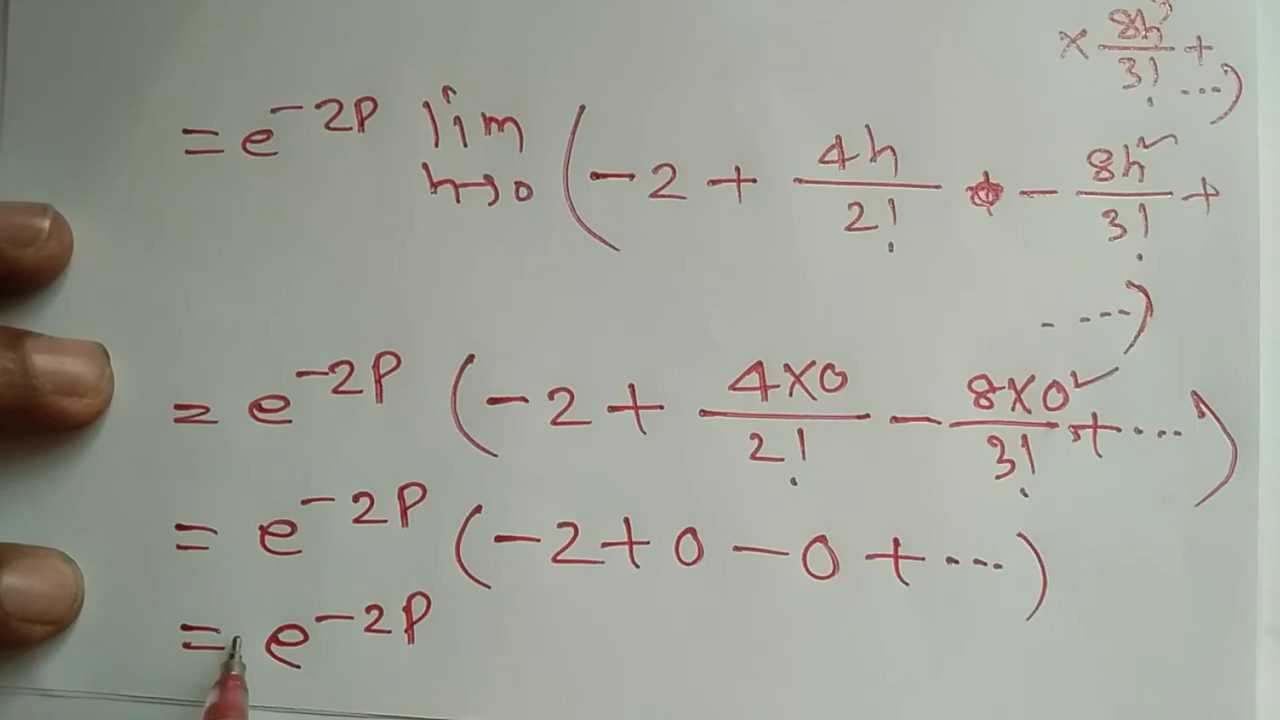 × 8h³/3! +
....)
= e^-2p lim h→0 (-2 + 4h/2! - 8h²/3! +
....)
= e^-2p (-2 + 4×0/2! - 8×0²/3! + ....)
= e^-2p (-2+0-0+....)
= e^-2p